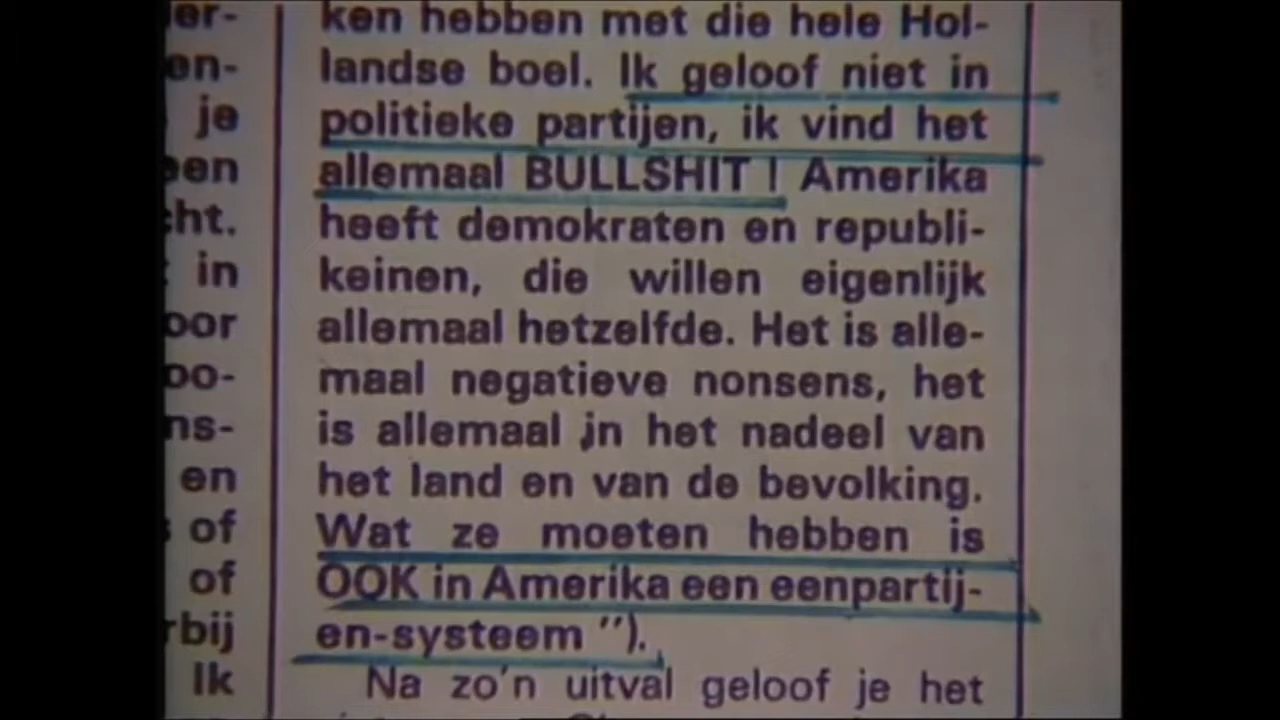 ken hebben met die hele Hol-
landse boel. Ik geloof niet in
politieke partijen, ik vind het
allemaal BULLSHIT ! Amerika
heeft demokraten en republi-
keinen, die willen eigenlijk
allemaal hetzelfde. Het is alle-
maal negatieve nonsens, het
is allemaal jn het nadeel van
het land en van de bevolking.
Wat ze moeten hebben is
OOK in Amerika een eenpartij-
en-systeem ").
Na zo'n uitval geloof je het